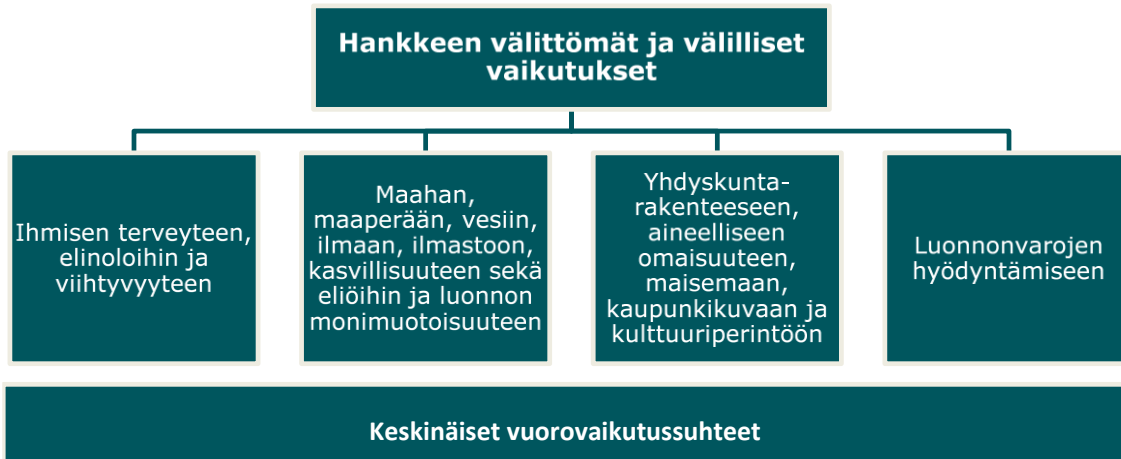 Hankkeen välittömät ja välilliset
vaikutukset
Ihmisen terveyteen,
elinoloihin ja
viihtyvyyteen
Maahan,
maaperään, vesiin,
ilmaan, ilmastoon,
kasvillisuuteen sekä
eliöihin ja luonnon
monimuotoisuuteen
Yhdyskunta-
rakenteeseen,
aineelliseen
omaisuuteen,
maisemaan,
kaupunkikuvaan ja
kulttuuriperintöön
Luonnonvarojen
hyödyntämiseen
Keskinäiset vuorovaikutussuhteet